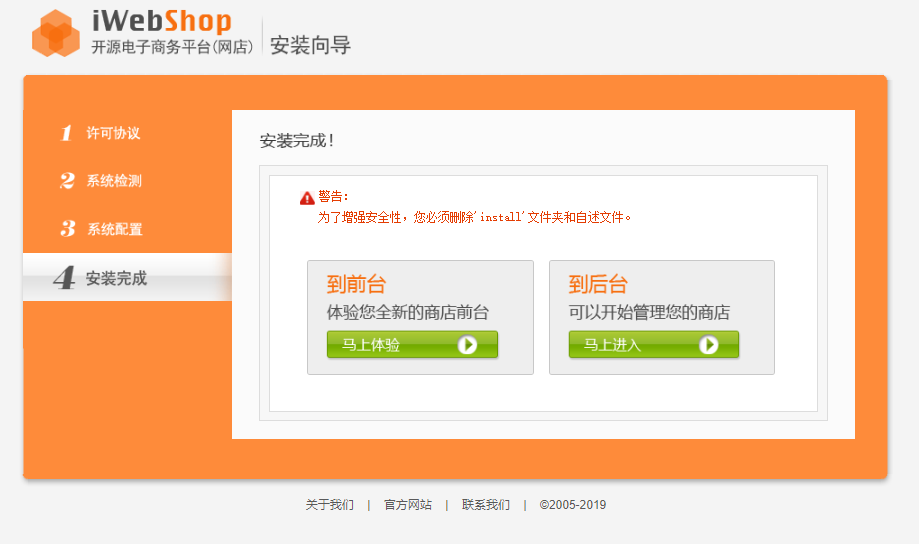 iWebShop
开源电子商务平台(网店)
安装向导
1 许可协议
2 系统检测
3 系统配置
4 安装完成
安装完成!
警告:
为了增强安全性，您必须删除'install'文件夹和自述文件。
到前台
体验您全新的商店前台
马上体验
到后台
可以开始管理您的商店
马上进入
关于我们 | 官方网站 | 联系我们 | ©2005-2019